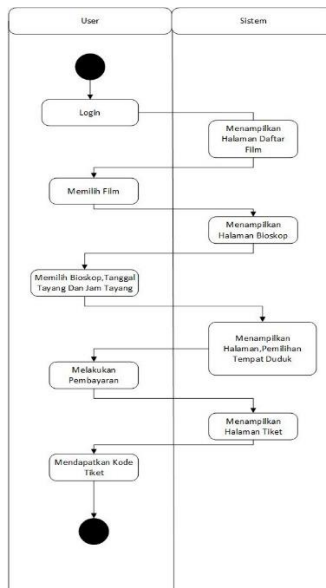 User
Sistem
Login
Menampilkan
Halaman Daftar
Film
Memilih Film
Menampilkan
Halaman Bioskop
Memilih Bioskop,Tanggal
Tayang Dan Jam Tayang
Menampilkan
Halaman,Pemilihan
Tempat Duduk
Melakukan
Pembayaran
Menampilkan
Halaman Tiket
Mendapatkan Kode
Tiket